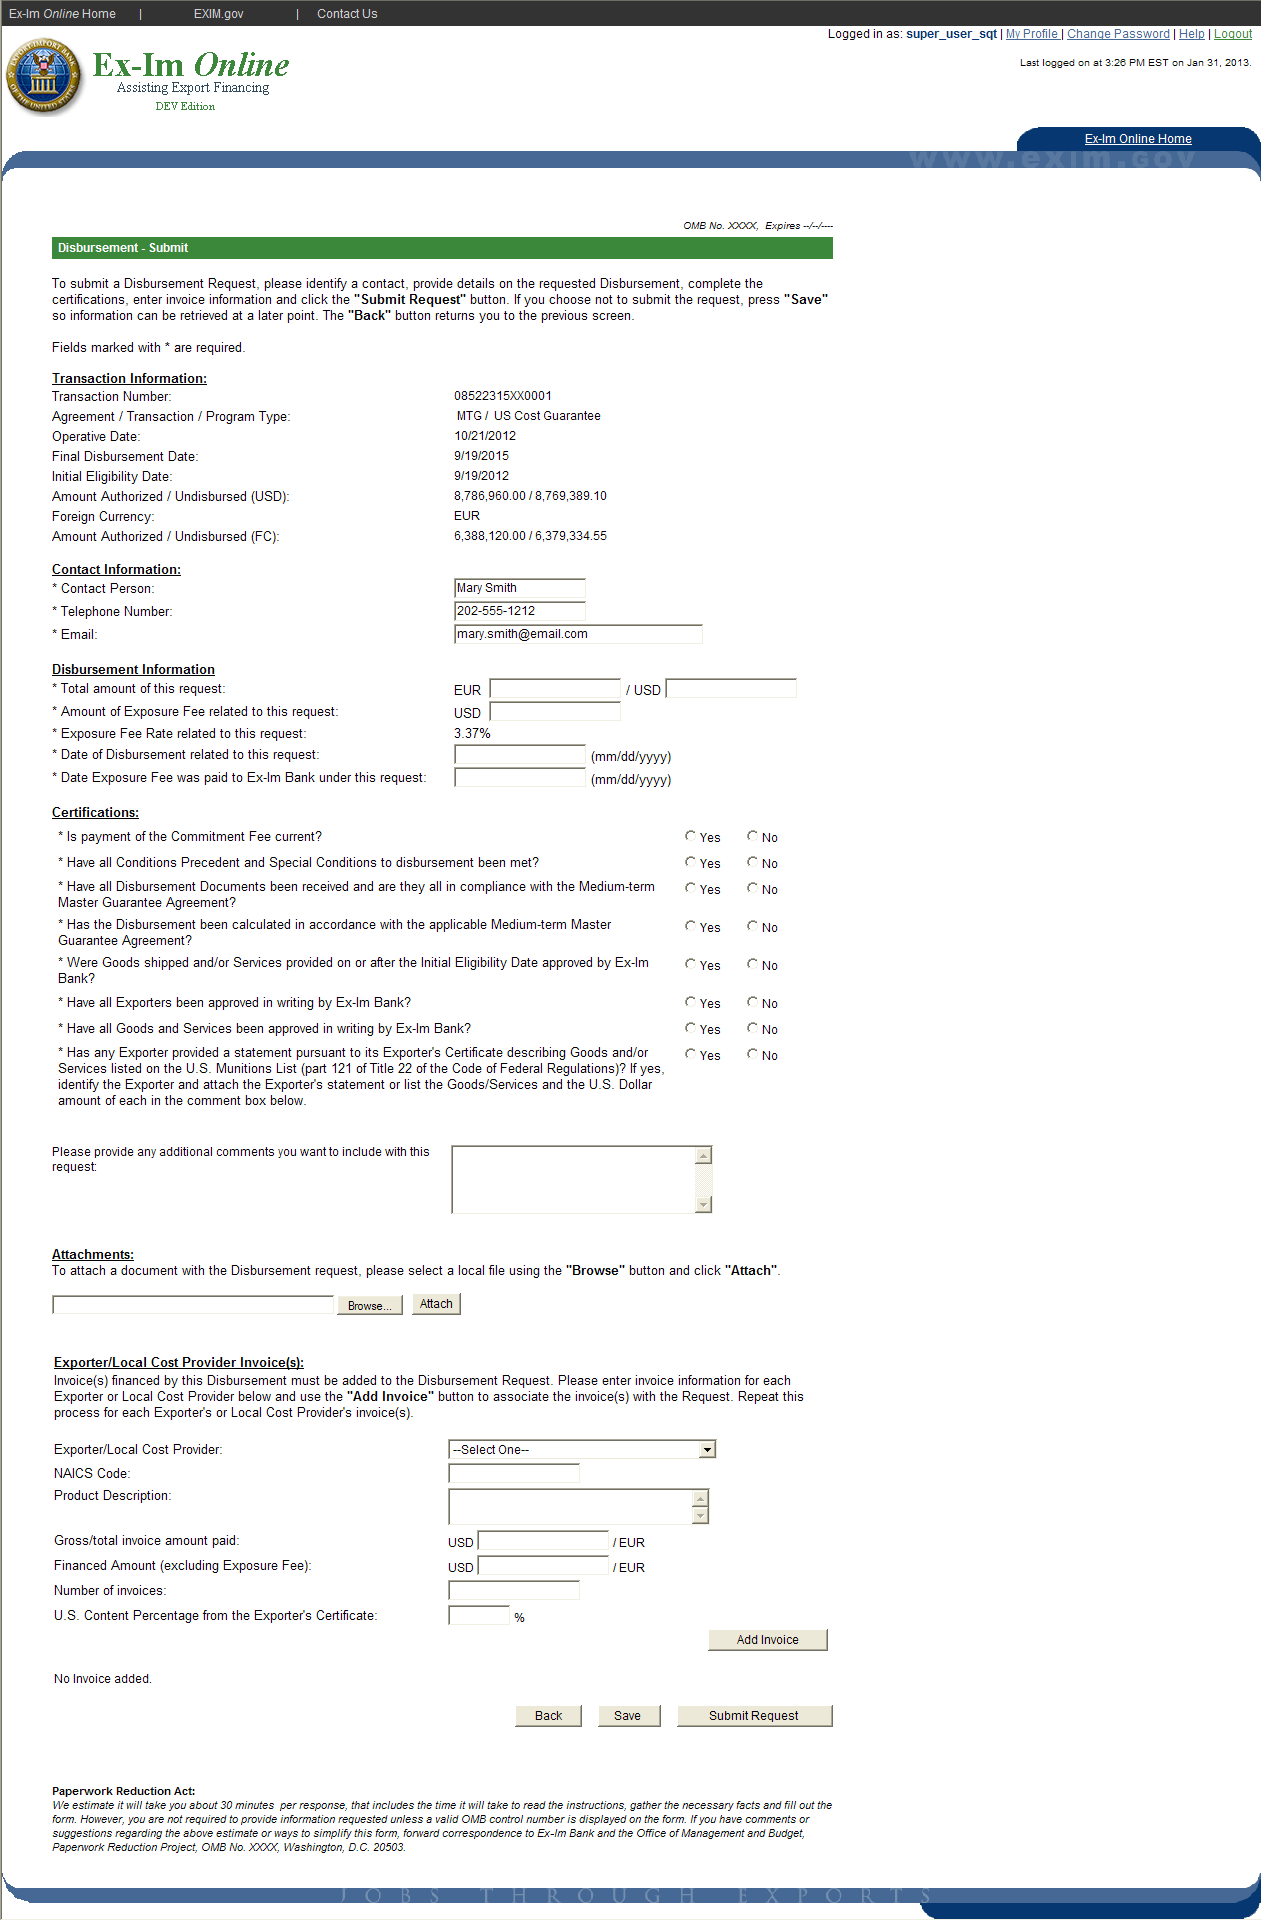 Ex-Im Online Home | EXIM.gov | Contact Us
Logged in as: super_user_sqt | My Profile | Change Password | Help | Logout
Last logged on at 3:26 PM EST on Jan 31, 2013.
EXPORT-IMPORT BANK OF THE UNITED STATES
Ex-Im Online
Assisting Export Financing
DEV Edition
Ex-Im Online Home
www.exim.gov
OMB No. XXXX, Expires --/--/----
Disbursement - Submit
To submit a Disbursement Request, please identify a contact, provide details on the requested Disbursement, complete the
certifications, enter invoice information and click the "Submit Request" button. If you choose not to submit the request, press "Save"
so information can be retrieved at a later point. The "Back" button returns you to the previous screen.
Fields marked with * are required.
Transaction Information:
Transaction Number: 08522315XX0001
Agreement / Transaction / Program Type: MTG / US Cost Guarantee
Operative Date: 10/21/2012
Final Disbursement Date: 9/19/2015
Initial Eligibility Date: 9/19/2012
Amount Authorized / Undisbursed (USD): 8,786,960.00 / 8,769,389.10
Foreign Currency: EUR
Amount Authorized / Undisbursed (FC): 6,388,120.00 / 6,379,334.55
Contact Information:
* Contact Person: Mary Smith
* Telephone Number: 202-555-1212
* Email: mary.smith@email.com
Disbursement Information
* Total amount of this request: EUR / USD
* Amount of Exposure Fee related to this request: USD
* Exposure Fee Rate related to this request: 3.37%
* Date of Disbursement related to this request: (mm/dd/yyyy)
* Date Exposure Fee was paid to Ex-Im Bank under this request: (mm/dd/yyyy)
Certifications:
* Is payment of the Commitment Fee current? Yes No
* Have all Conditions Precedent and Special Conditions to disbursement been met? Yes No
* Have all Disbursement Documents been received and are they all in compliance with the Medium-term Yes No
Master Guarantee Agreement?
* Has the Disbursement been calculated in accordance with the applicable Medium-term Master Yes No
Guarantee Agreement?
* Were Goods shipped and/or Services provided on or after the Initial Eligibility Date approved by Ex-Im Yes No
Bank?
* Have all Exporters been approved in writing by Ex-Im Bank? Yes No
* Have all Goods and Services been approved in writing by Ex-Im Bank? Yes No
* Has any Exporter provided a statement pursuant to its Exporter's Certificate describing Goods and/or Yes No
Services listed on the U.S. Munitions List (part 121 of Title 22 of the Code of Federal Regulations)? If yes,
identify the Exporter and attach the Exporter's statement or list the Goods/Services and the U.S. Dollar
amount of each in the comment box below.
Please provide any additional comments you want to include with this
request:
Attachments:
To attach a document with the Disbursement request, please select a local file using the "Browse" button and click "Attach".
Browse... Attach
Exporter/Local Cost Provider Invoice(s):
Invoice(s) financed by this Disbursement must be added to the Disbursement Request. Please enter invoice information for each
Exporter or Local Cost Provider below and use the "Add Invoice" button to associate the invoice(s) with the Request. Repeat this
process for each Exporter's or Local Cost Provider's invoice(s).
Exporter/Local Cost Provider: --Select One--
NAICS Code:
Product Description:
Gross/total invoice amount paid: USD / EUR
Financed Amount (excluding Exposure Fee): USD / EUR
Number of invoices:
U.S. Content Percentage from the Exporter's Certificate: %
Add Invoice
No Invoice added.
Back Save Submit Request
Paperwork Reduction Act:
We estimate it will take you about 30 minutes per response, that includes the time it will take to read the instructions, gather the necessary facts and fill out the
form. However, you are not required to provide information requested unless a valid OMB control number is displayed on the form. If you have comments or
suggestions regarding the above estimate or ways to simplify this form, forward correspondence to Ex-Im Bank and the Office of Management and Budget,
Paperwork Reduction Project, OMB No. XXXX, Washington, D.C. 20503.
JOBS THROUGH EXPORTS